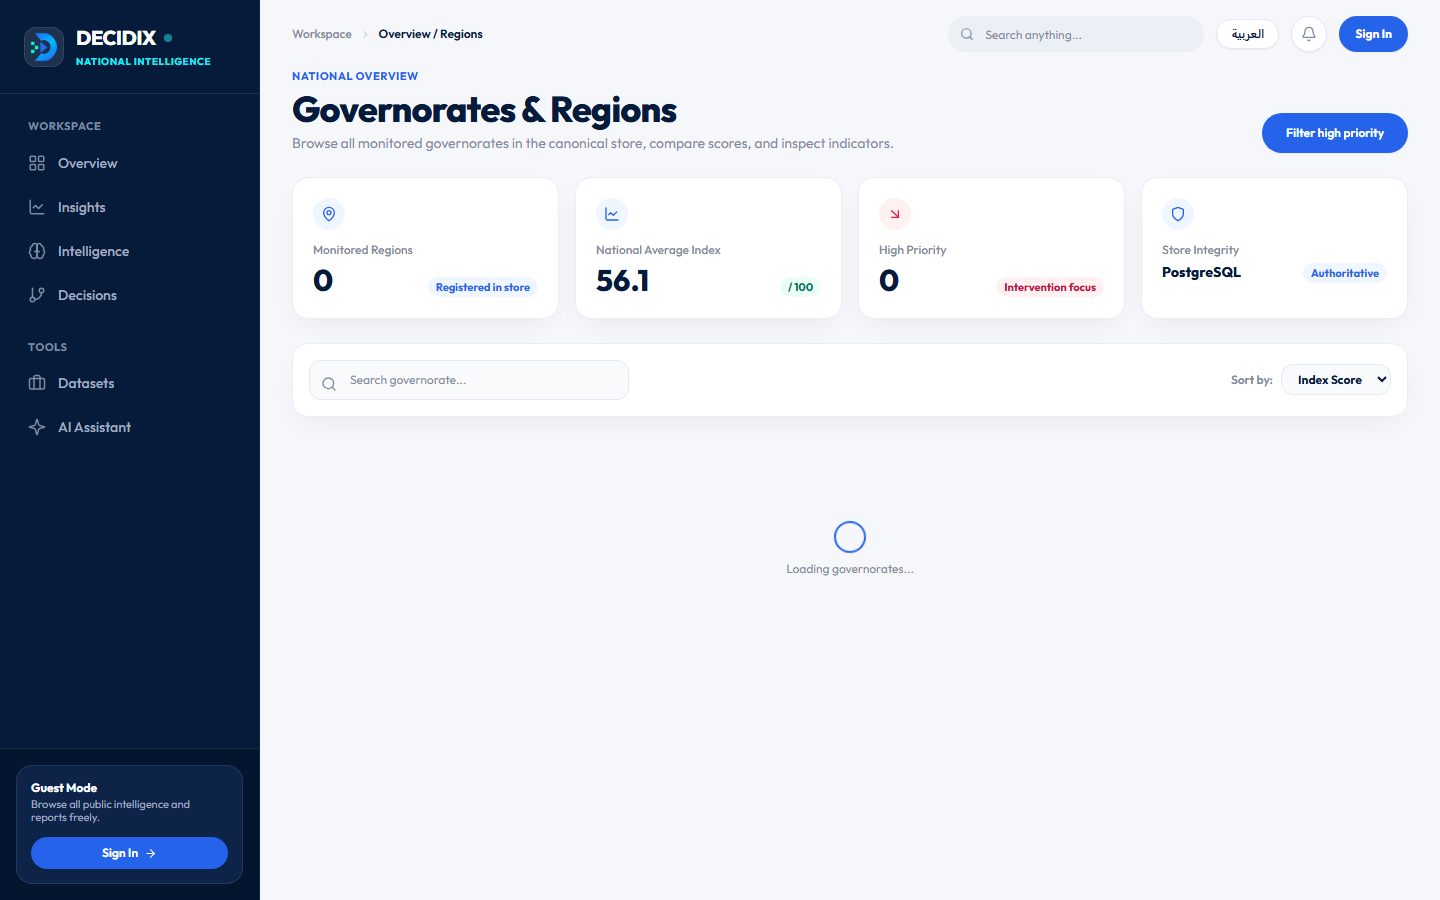 DECIDIX
NATIONAL INTELLIGENCE
WORKSPACE
Overview
Insights
Intelligence
Decisions
TOOLS
Datasets
AI Assistant
Guest Mode
Browse all public intelligence and
reports freely.
Sign In
Workspace
Overview / Regions
Search anything...
العربية
Sign In
NATIONAL OVERVIEW
Governorates & Regions
Browse all monitored governorates in the canonical store, compare scores, and inspect indicators.
Filter high priority
Monitored Regions
0
Registered in store
National Average Index
56.1
/ 100
High Priority
0
Intervention focus
Store Integrity
PostgreSQL
Authoritative
Search governorate...
Sort by:
Index Score
Loading governorates...